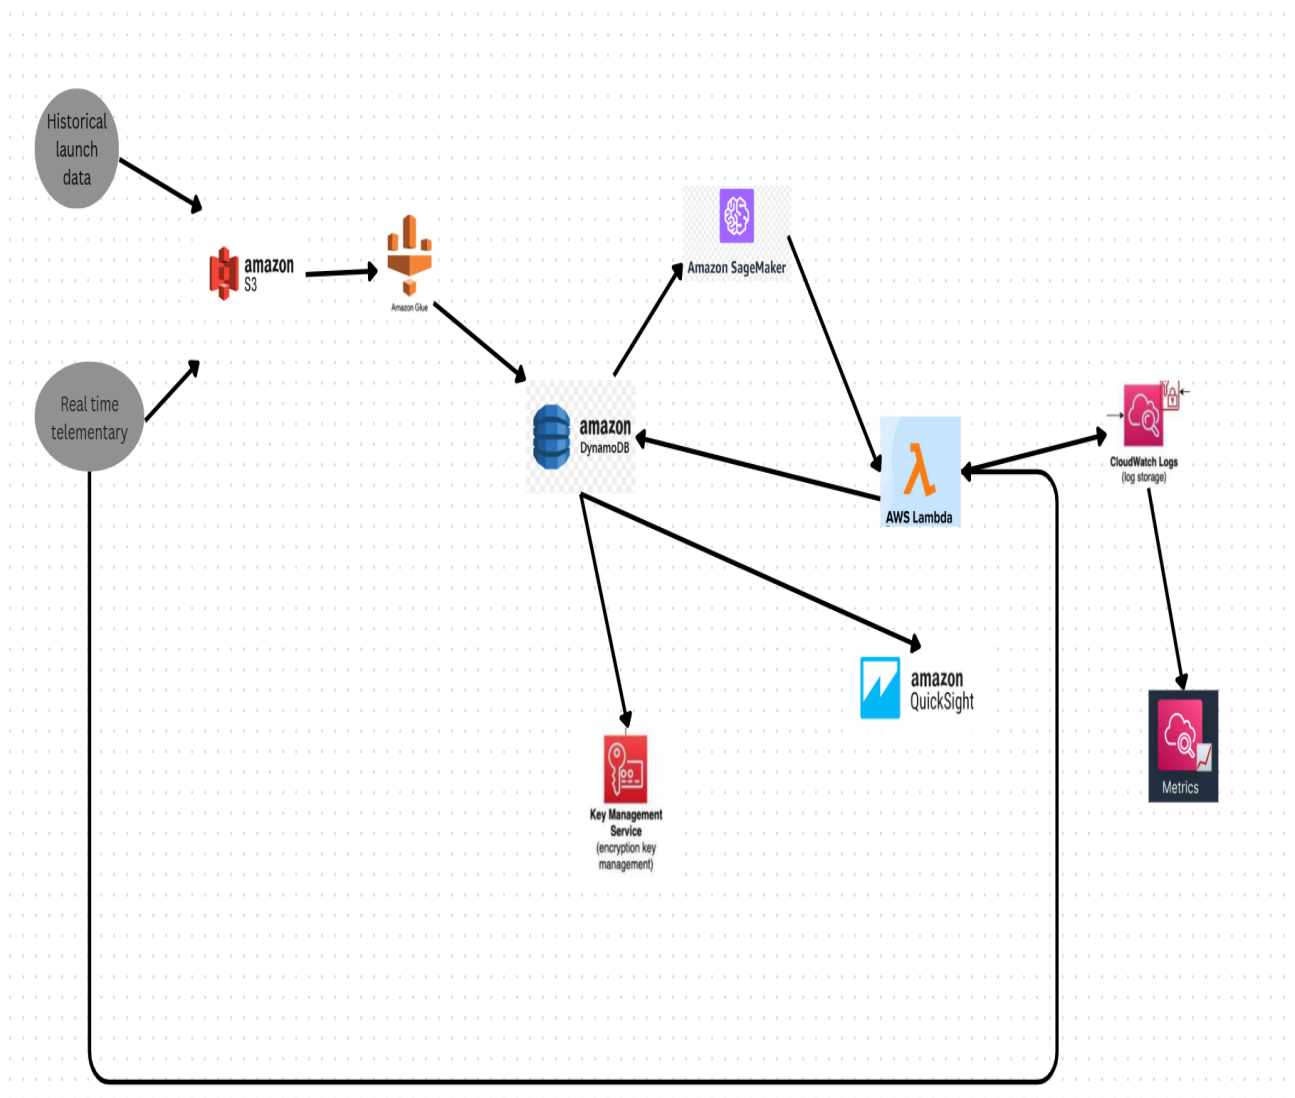 Historical
launch
data
amazon
S3
Amazon Glue
Real time
telementary
Amazon SageMaker
amazon
DynamoDB
λ
AWS Lambda
CloudWatch Logs
(log storage)
amazon
QuickSight
Key Management
Service
(encryption key
management)
Metrics